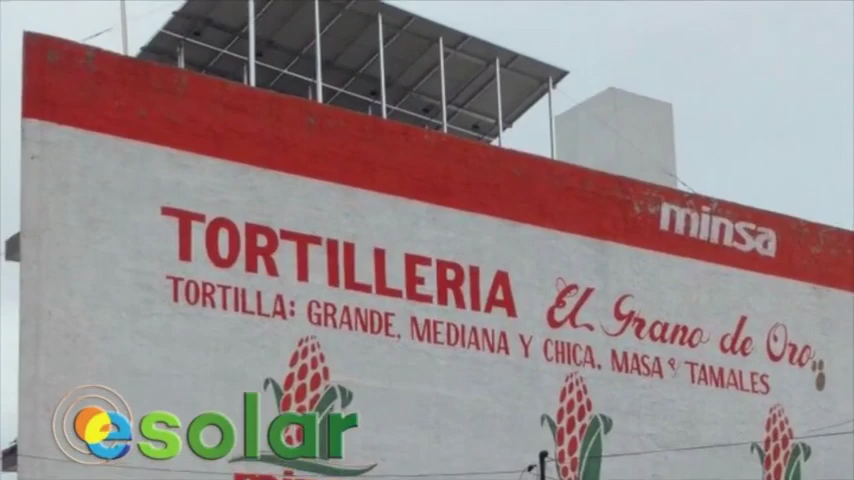 minsa
TORTILLERIA El Grano de Oro
TORTILLA: GRANDE, MEDIANA Y CHICA. MASA Y TAMALES
esolar